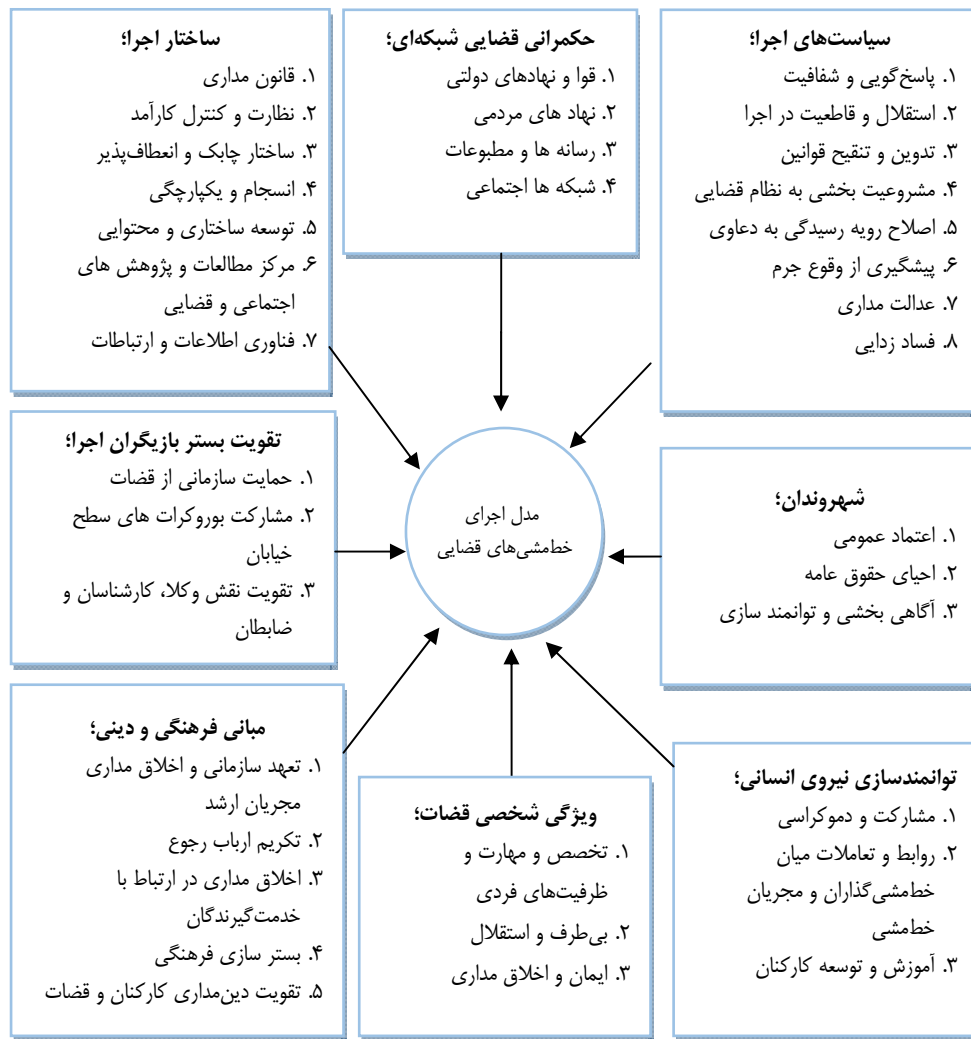 سیاست‌های اجرا؛
۱. پاسخ‌گویی و شفافیت
۲. استقلال و قاطعیت در اجرا
۳. تدوین و تنقیح قوانین
۴. مشروعیت بخشی به نظام قضایی
۵. اصلاح رویه رسیدگی به دعاوی
۶. پیشگیری از وقوع جرم
۷. عدالت مداری
۸. فساد زدایی
حکمرانی قضایی شبکه‌ای؛
۱. قوا و نهادهای دولتی
۲. نهاد های مردمی
۳. رسانه ها و مطبوعات
۴. شبکه ها اجتماعی
ساختار اجرا؛
۱. قانون مداری
۲. نظارت و کنترل کارآمد
۳. ساختار چابک و انعطاف‌پذیر
۴. انسجام و یکپارچگی
۵. توسعه ساختاری و محتوایی
۶. مرکز مطالعات و پژوهش های
اجتماعی و قضایی
۷. فناوری اطلاعات و ارتباطات
شهروندان؛
۱. اعتماد عمومی
۲. احیای حقوق عامه
۳. آگاهی بخشی و توانمند سازی
مدل اجرای
خط‌مشی‌های قضایی
تقویت بستر بازیگران اجرا؛
۱. حمایت سازمانی از قضات
۲. مشارکت بوروکرات های سطح
خیابان
۳. تقویت نقش وکلا، کارشناسان و
ضابطان
توانمندسازی نیروی انسانی؛
۱. مشارکت و دموکراسی
۲. روابط و تعاملات میان
خط‌مشی‌گذاران و مجریان
خط‌مشی
۳. آموزش و توسعه کارکنان
ویژگی شخصی قضات؛
۱. تخصص و مهارت و
ظرفیت‌های فردی
۲. بی‌طرف و استقلال
۳. ایمان و اخلاق مداری
مبانی فرهنگی و دینی؛
۱. تعهد سازمانی و اخلاق مداری
مجریان ارشد
۲. تکریم ارباب رجوع
۳. اخلاق مداری در ارتباط با
خدمت‌گیرندگان
۴. بستر سازی فرهنگی
۵. تقویت دین‌مداری کارکنان و قضات